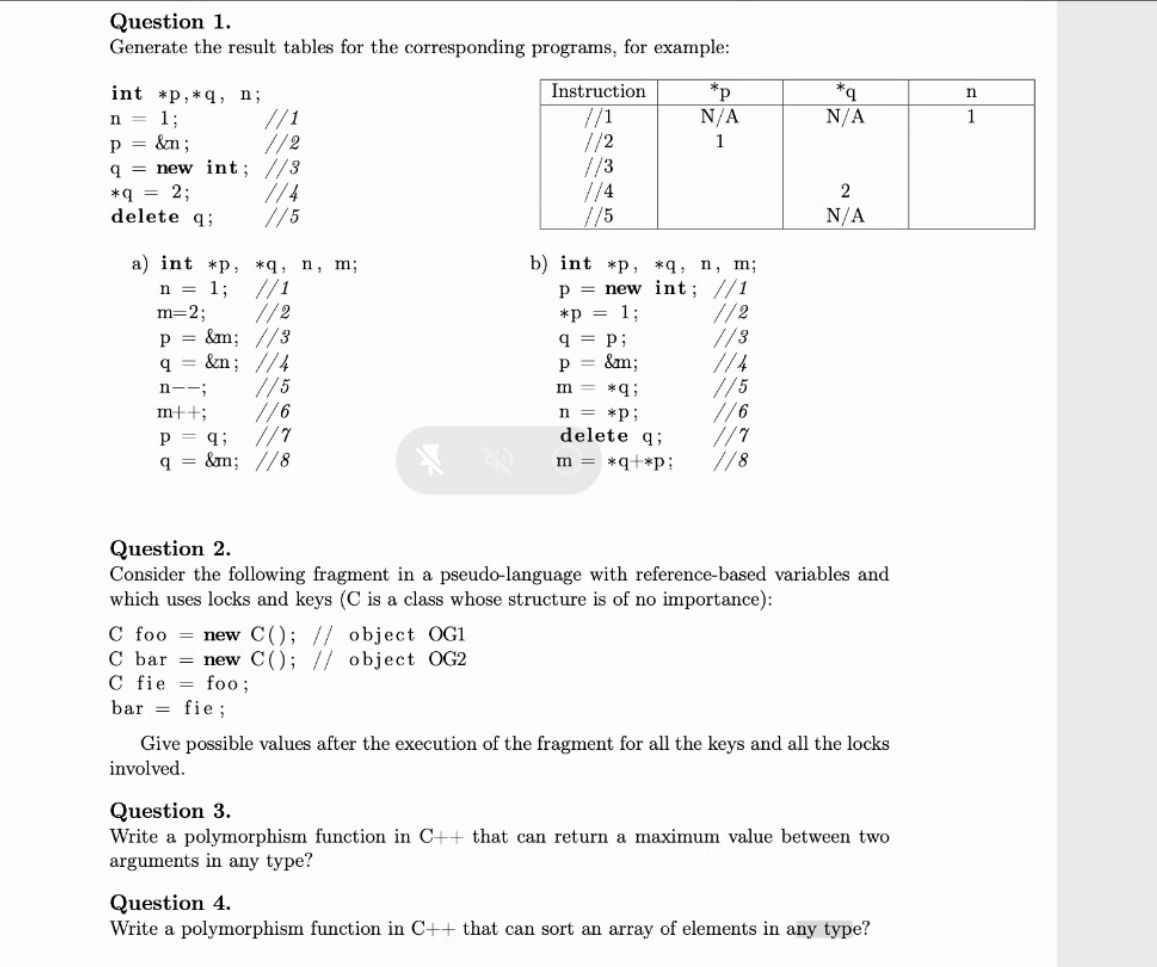 Question 1.
Generate the result tables for the corresponding programs, for example:
int *p,*q, n;
n = 1; //1
p = &n; //2
q = new int; //3
*q = 2; //4
delete q; //5
Instruction *p *q n
//1 N/A N/A 1
//2 1
//3
//4 2
//5 N/A
a) int *p, *q, n, m;
n = 1; //1
m=2; //2
p = &m; //3
q = &n; //4
n--; //5
m++; //6
p = q; //7
q = &m; //8
b) int *p, *q, n, m;
p = new int; //1
*p = 1; //2
q = p; //3
p = &m; //4
m = *q; //5
n = *p; //6
delete q; //7
m = *q+*p; //8
Question 2.
Consider the following fragment in a pseudo-language with reference-based variables and
which uses locks and keys (C is a class whose structure is of no importance):
C foo = new C(); // object OG1
C bar = new C(); // object OG2
C fie = foo;
bar = fie;
Give possible values after the execution of the fragment for all the keys and all the locks
involved.
Question 3.
Write a polymorphism function in C++ that can return a maximum value between two
arguments in any type?
Question 4.
Write a polymorphism function in C++ that can sort an array of elements in any type?